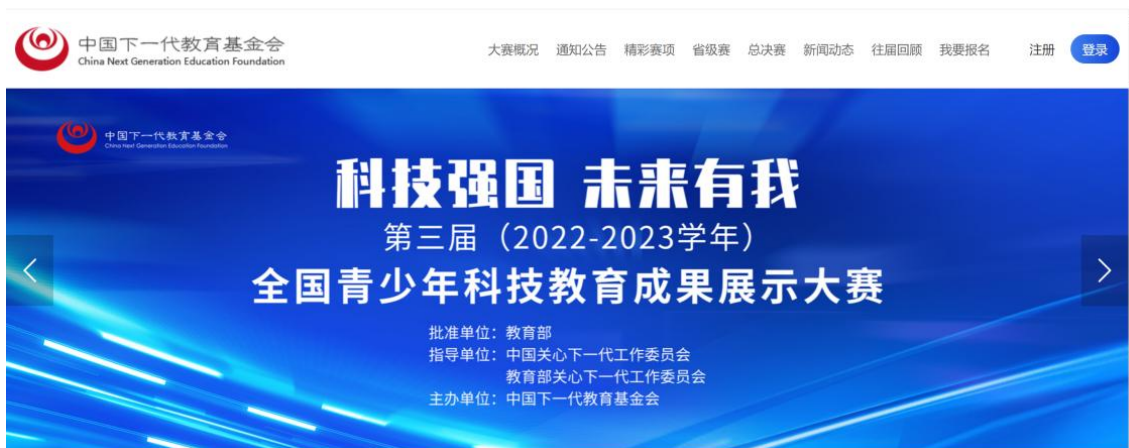 中国下一代教育基金会
China Next Generation Education Foundation
大赛概况 通知公告 精彩赛项 省级赛 总决赛 新闻动态 往届回顾 我要报名 注册 登录
中国下一代教育基金会
China Next Generation Education Foundation
科技强国 未来有我
第三届（2022-2023学年）
全国青少年科技教育成果展示大赛
批准单位：教育部
指导单位：中国关心下一代工作委员会
教育部关心下一代工作委员会
主办单位：中国下一代教育基金会